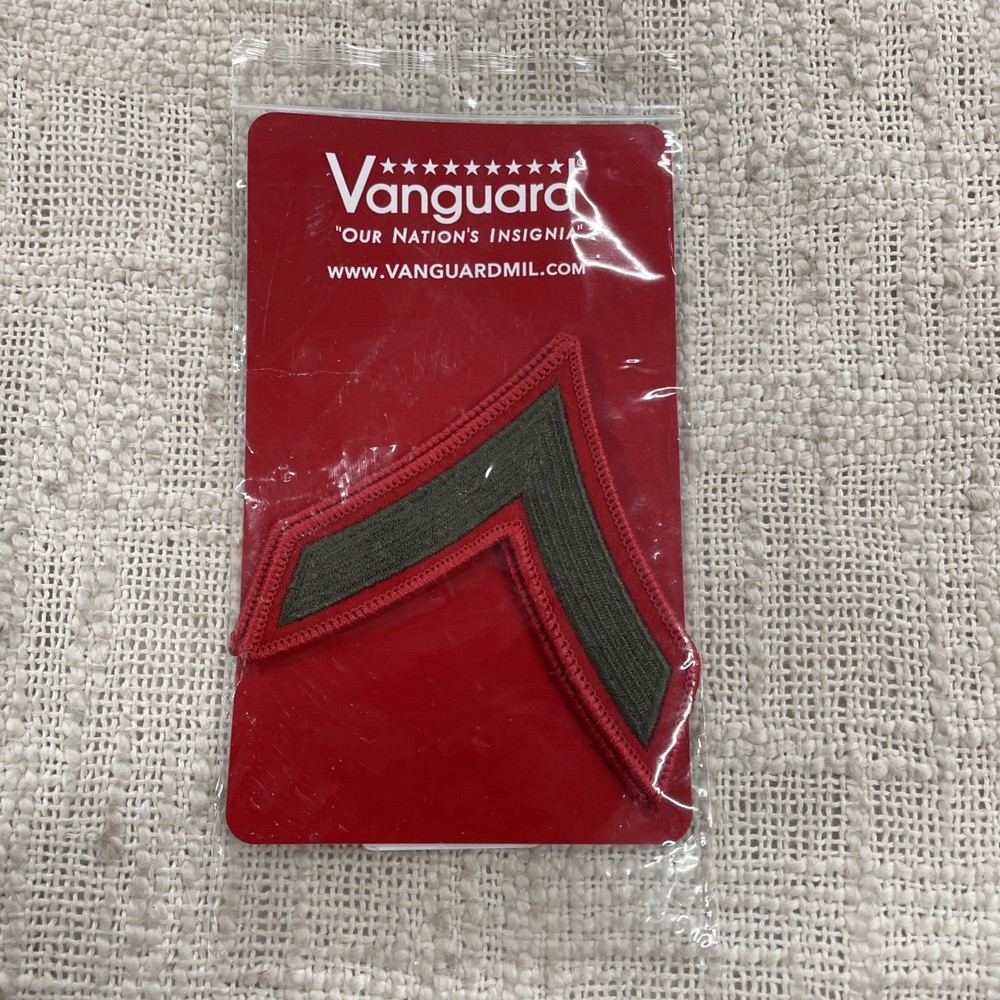 Vanguard®
"OUR NATION'S INSIGNIA"
WWW.VANGUARDMIL.COM